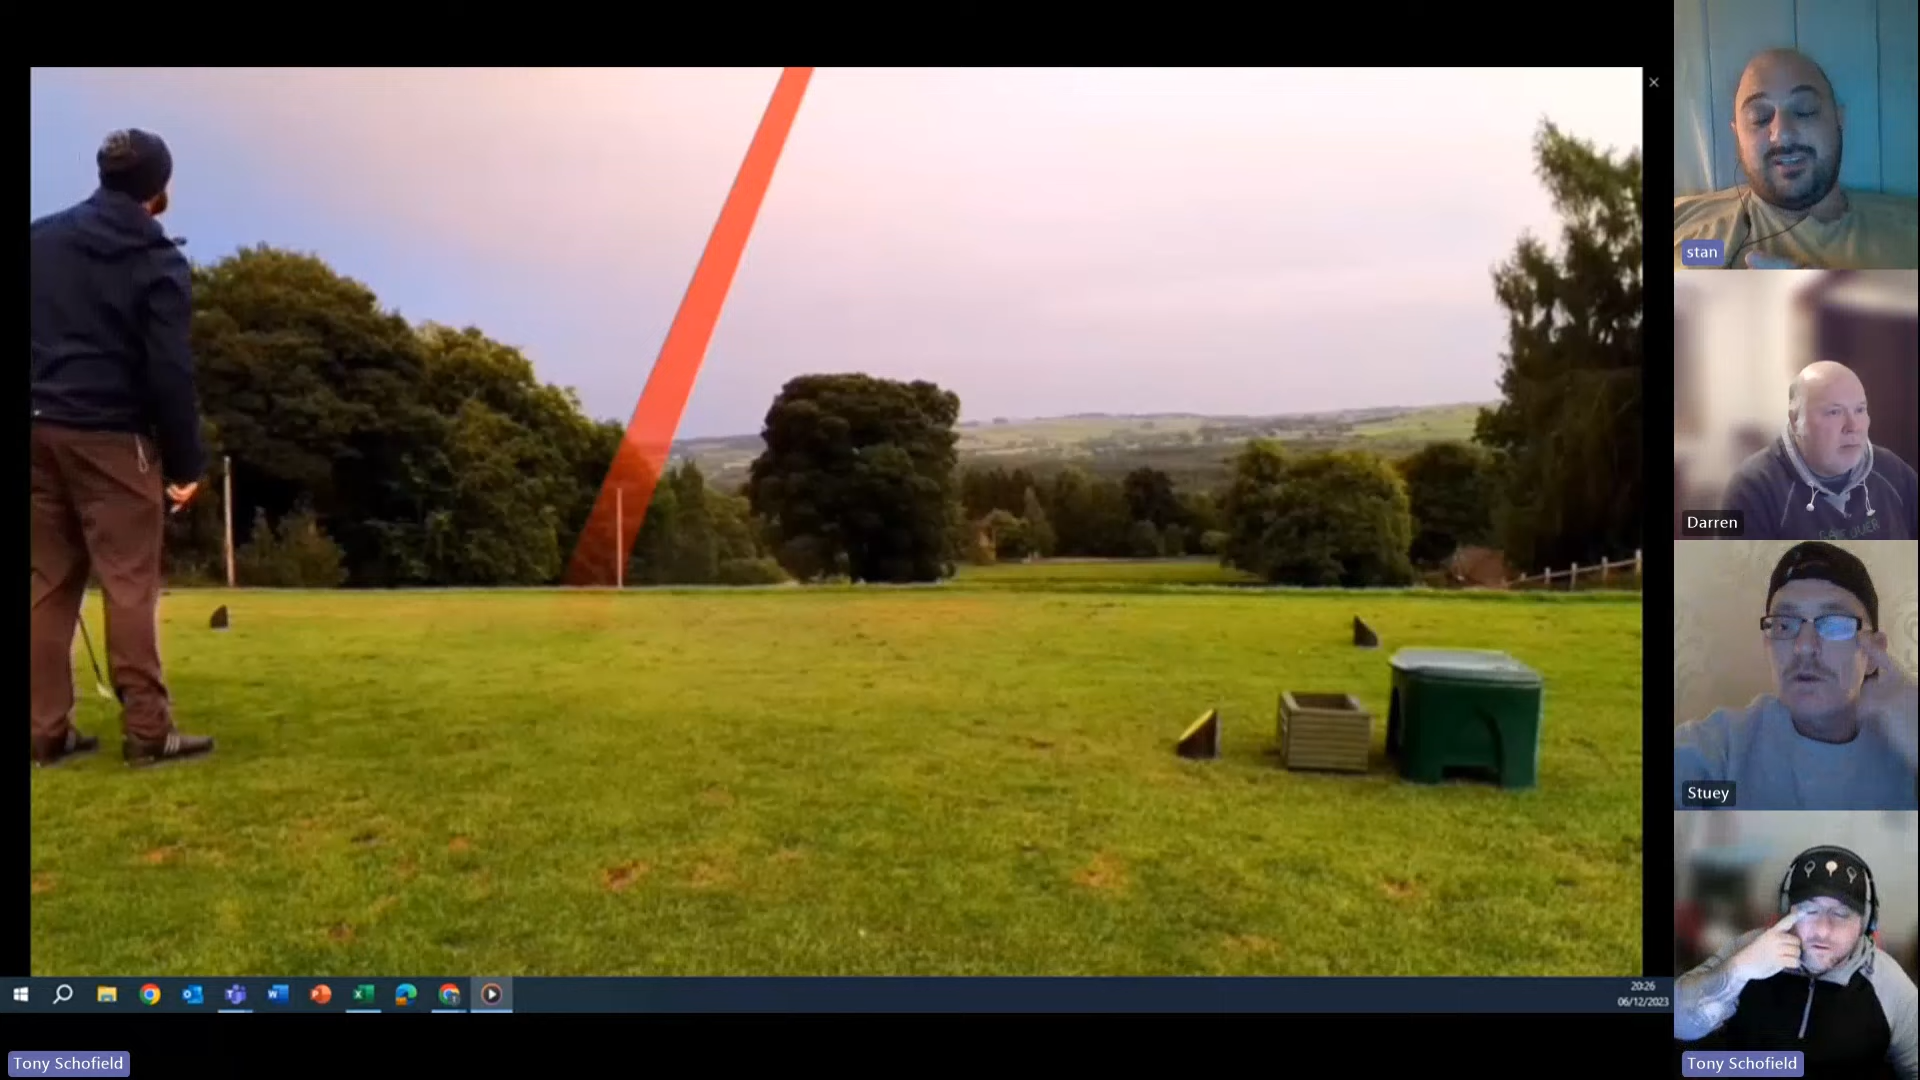 stan
Darren
Stuey
20:26
06/12/2023
Tony Schofield
Tony Schofield